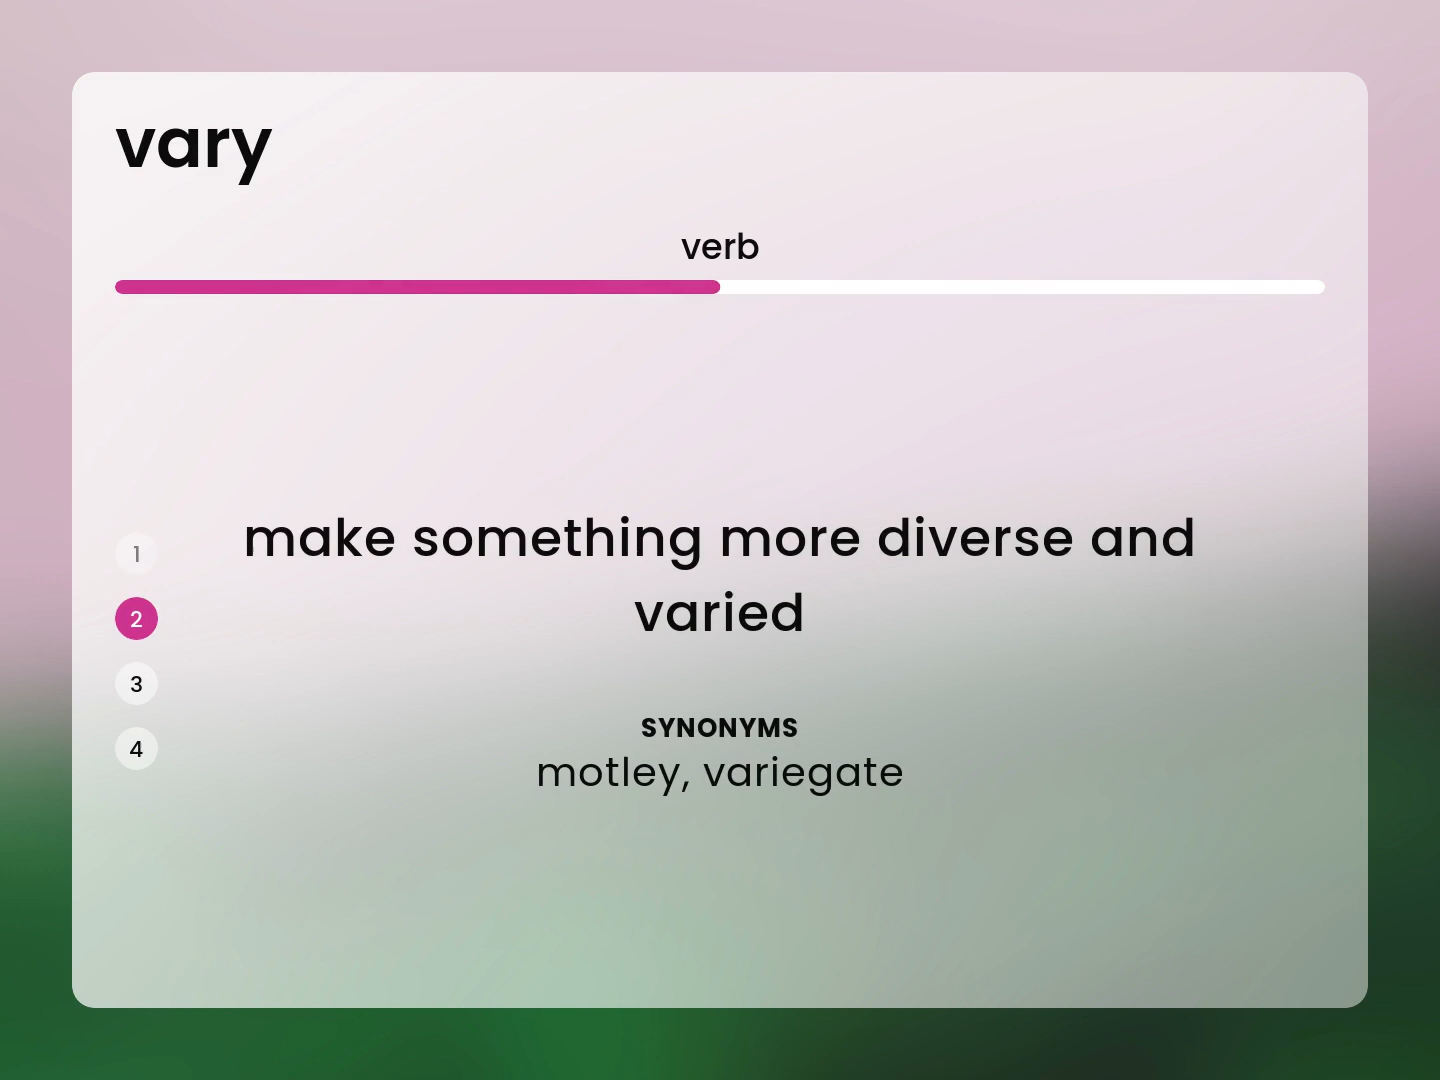 vary
verb
make something more diverse and
varied
1
2
3
4
SYNONYMS
motley, variegate